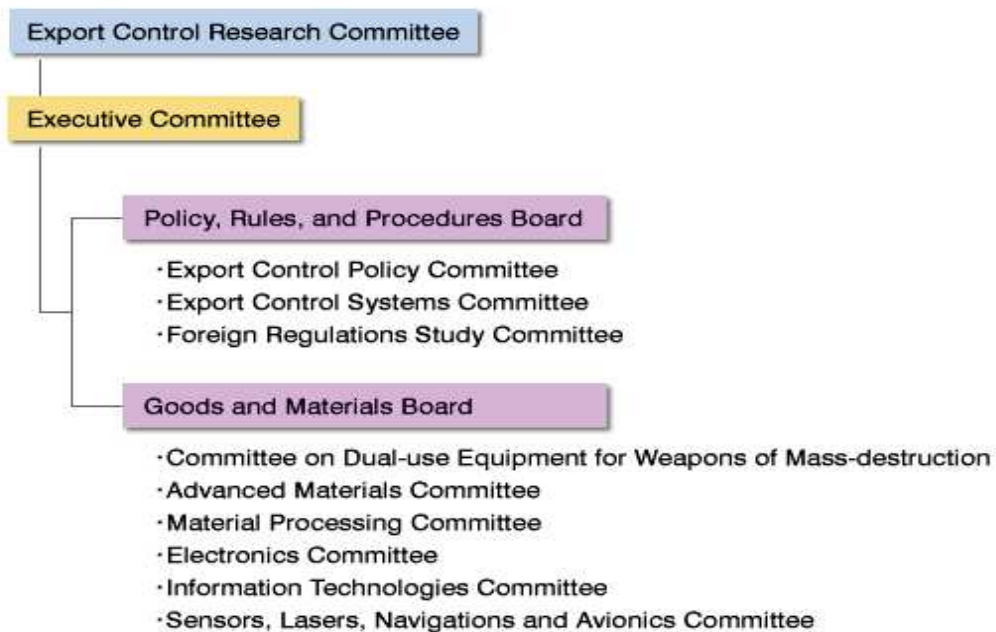 Export Control Research Committee
Executive Committee
Policy, Rules, and Procedures Board
・Export Control Policy Committee
・Export Control Systems Committee
・Foreign Regulations Study Committee
Goods and Materials Board
・Committee on Dual-use Equipment for Weapons of Mass-destruction
・Advanced Materials Committee
・Material Processing Committee
・Electronics Committee
・Information Technologies Committee
・Sensors, Lasers, Navigations and Avionics Committee